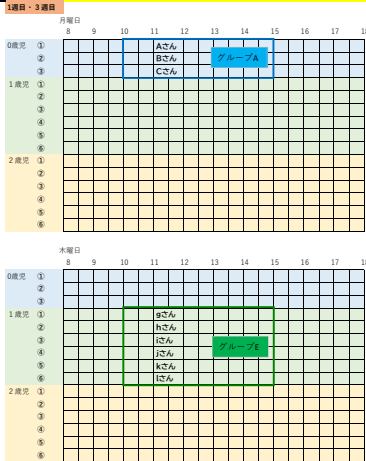 1週目・３週目
月曜日
8 9 10 11 12 13 14 15 16 17 18
0歳児 ① Aさん
② Bさん グループA
③ Cさん
１歳児 ①
②
③
④
⑤
⑥
２歳児 ①
②
③
④
⑤
⑥
木曜日
8 9 10 11 12 13 14 15 16 17 18
0歳児 ①
②
③
１歳児 ① gさん
② hさん
③ iさん
④ jさん グループE
⑤ kさん
⑥ lさん
２歳児 ①
②
③
④
⑤
⑥